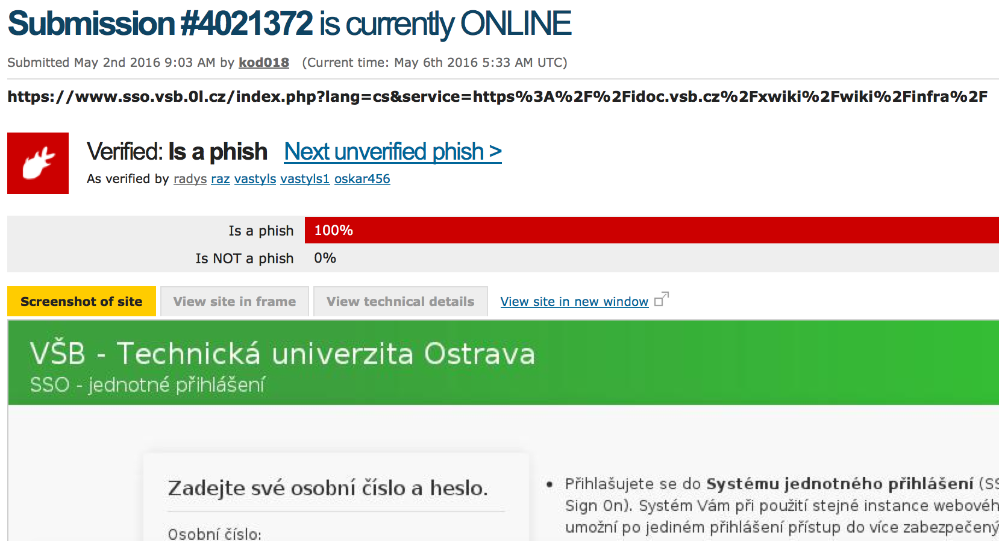 Submission #4021372 is currently ONLINE
Submitted May 2nd 2016 9:03 AM by kod018 (Current time: May 6th 2016 5:33 AM UTC)
https://www.sso.vsb.0l.cz/index.php?lang=cs&service=https%3A%2F%2Fidoc.vsb.cz%2Fxwiki%2Fwiki%2Finfra%2F
Verified: Is a phish Next unverified phish >
As verified by radys raz vastyls vastyls1 oskar456
Is a phish 100%
Is NOT a phish 0%
Screenshot of site View site in frame View technical details View site in new window
VŠB - Technická univerzita Ostrava
SSO - jednotné přihlášení
Zadejte své osobní číslo a heslo.
Osobní číslo:
• Přihlašujete se do Systému jednotného přihlášení (SS
Sign On). Systém Vám při použití stejné instance webovéh
umožní po jediném přihlášení přístup do více zabezpečený